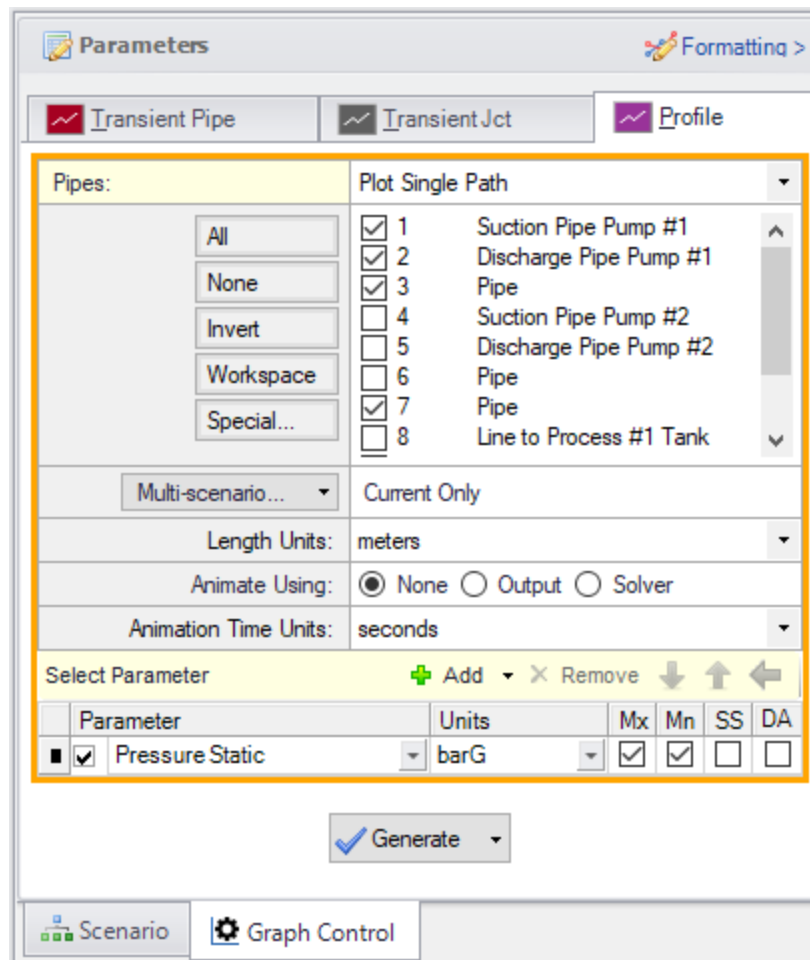 Parameters Formatting >
Transient Pipe Transient Jct Profile
Pipes: Plot Single Path
All
None
Invert
Workspace
Special...
1 Suction Pipe Pump #1
2 Discharge Pipe Pump #1
3 Pipe
4 Suction Pipe Pump #2
5 Discharge Pipe Pump #2
6 Pipe
7 Pipe
8 Line to Process #1 Tank
Multi-scenario... Current Only
Length Units: meters
Animate Using: None Output Solver
Animation Time Units: seconds
Select Parameter Add Remove
Parameter Units Mx Mn SS DA
Pressure Static barG
Generate
Scenario Graph Control